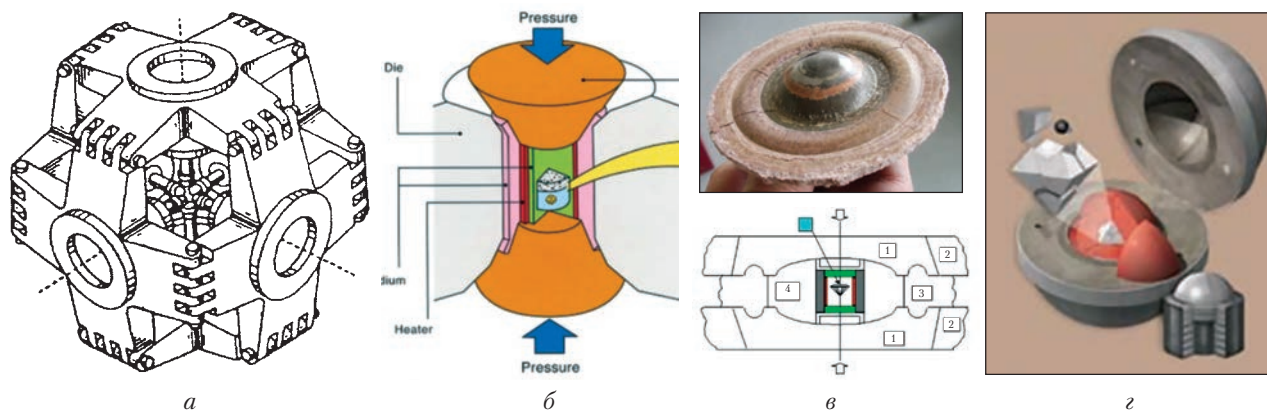 Pressure
Die
dium
Heater
Pressure
1
2
4
3
1
2
а
б
в
г